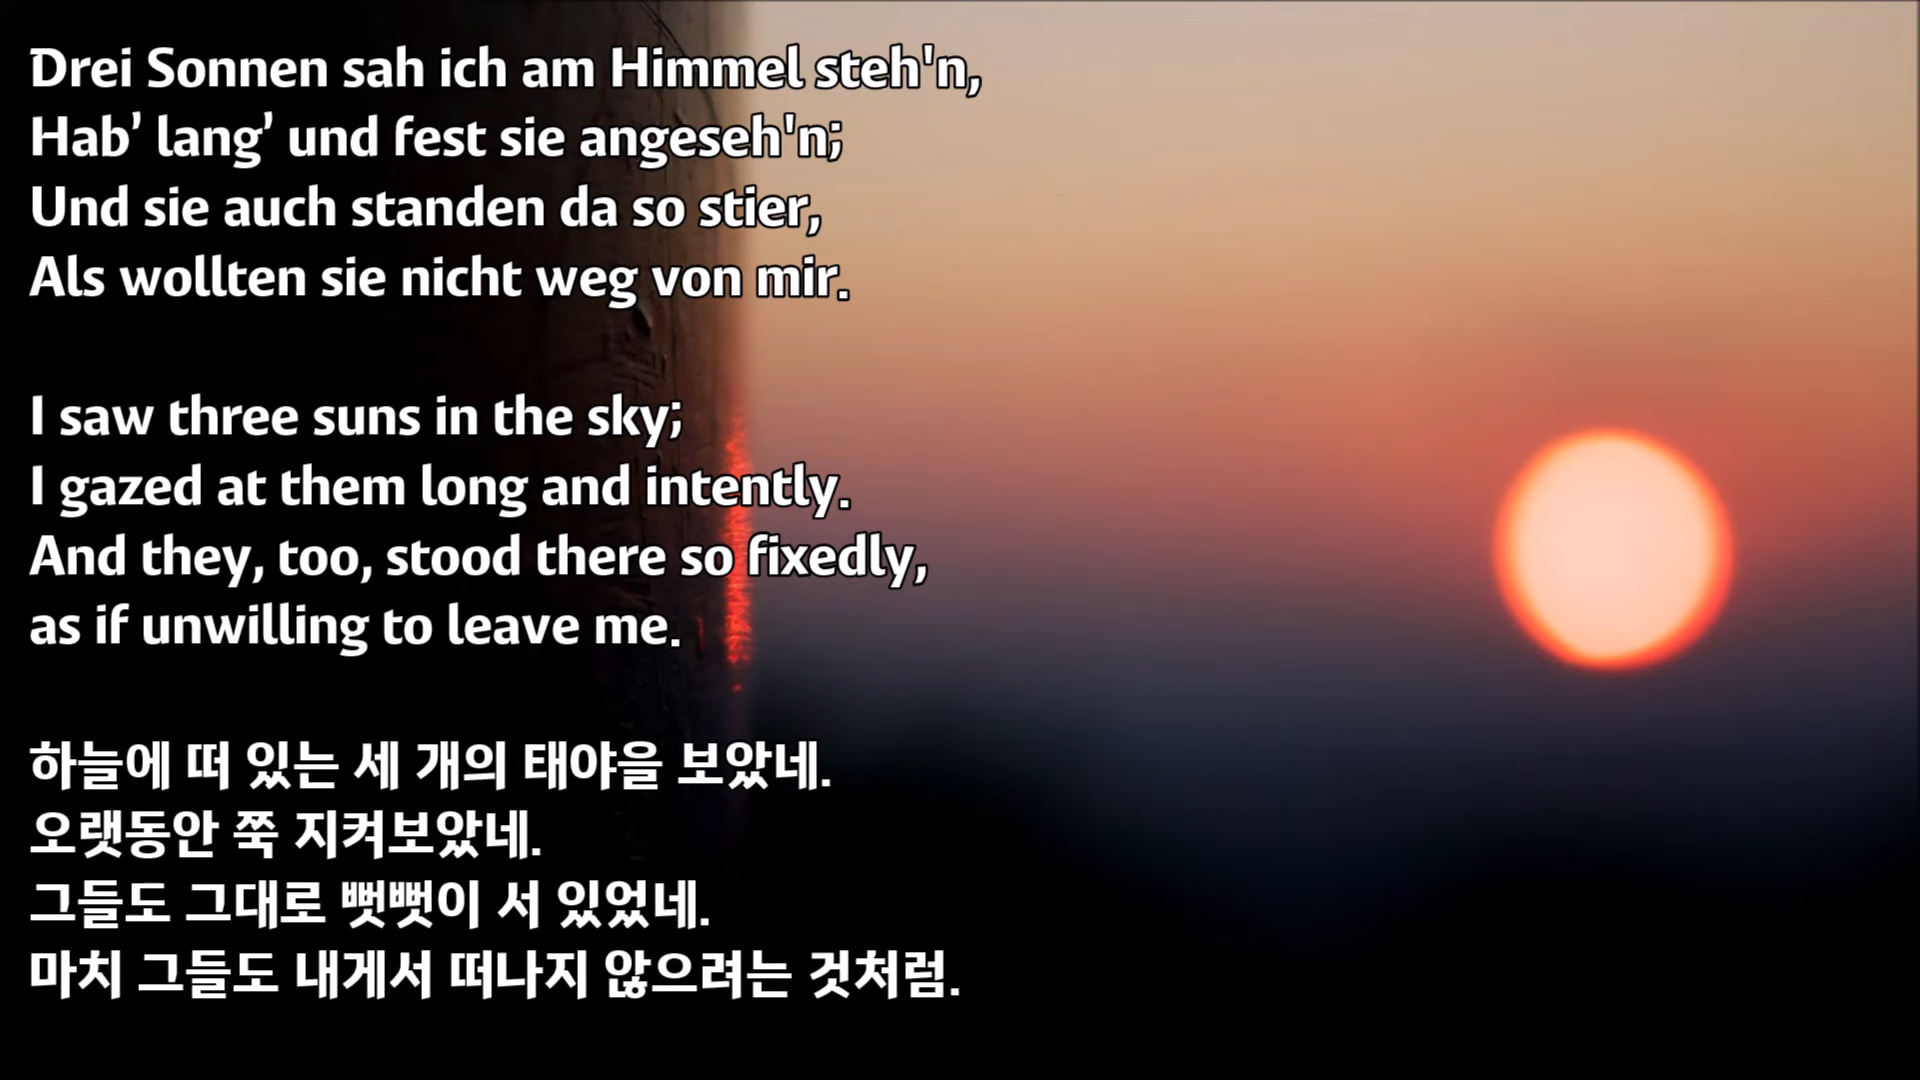 Drei Sonnen sah ich am Himmel steh'n,
Hab’ lang’ und fest sie angeseh'n;
Und sie auch standen da so stier,
Als wollten sie nicht weg von mir.
I saw three suns in the sky;
I gazed at them long and intently.
And they, too, stood there so fixedly,
as if unwilling to leave me.
하늘에 떠 있는 세 개의 태야을 보았네.
오랫동안 쭉 지켜보았네.
그들도 그대로 뻣뻣이 서 있었네.
마치 그들도 내게서 떠나지 않으려는 것처럼.